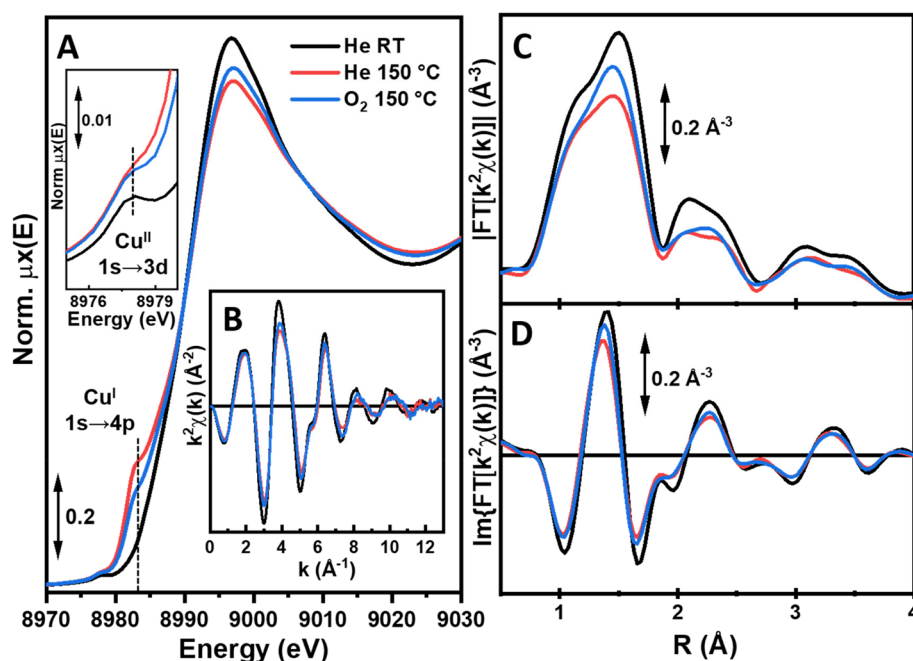 A
He RT
He 150 °C
O₂ 150 °C
0.01
Norm μx(E)
Cuᴵᴵ
1s→3d
8976 8979
Energy (eV)
Norm. μx(E)
Cuᴵ
1s→4p
0.2
B
k²χ(k) (Å⁻²)
0 2 4 6 8 10 12
k (Å⁻¹)
8970 8980 8990 9000 9010 9020 9030
Energy (eV)
C
0.2 Å⁻³
|FT[k²χ(k)]| (Å⁻³)
D
0.2 Å⁻³
Im{FT[k²χ(k)]} (Å⁻³)
1 2 3 4
R (Å)